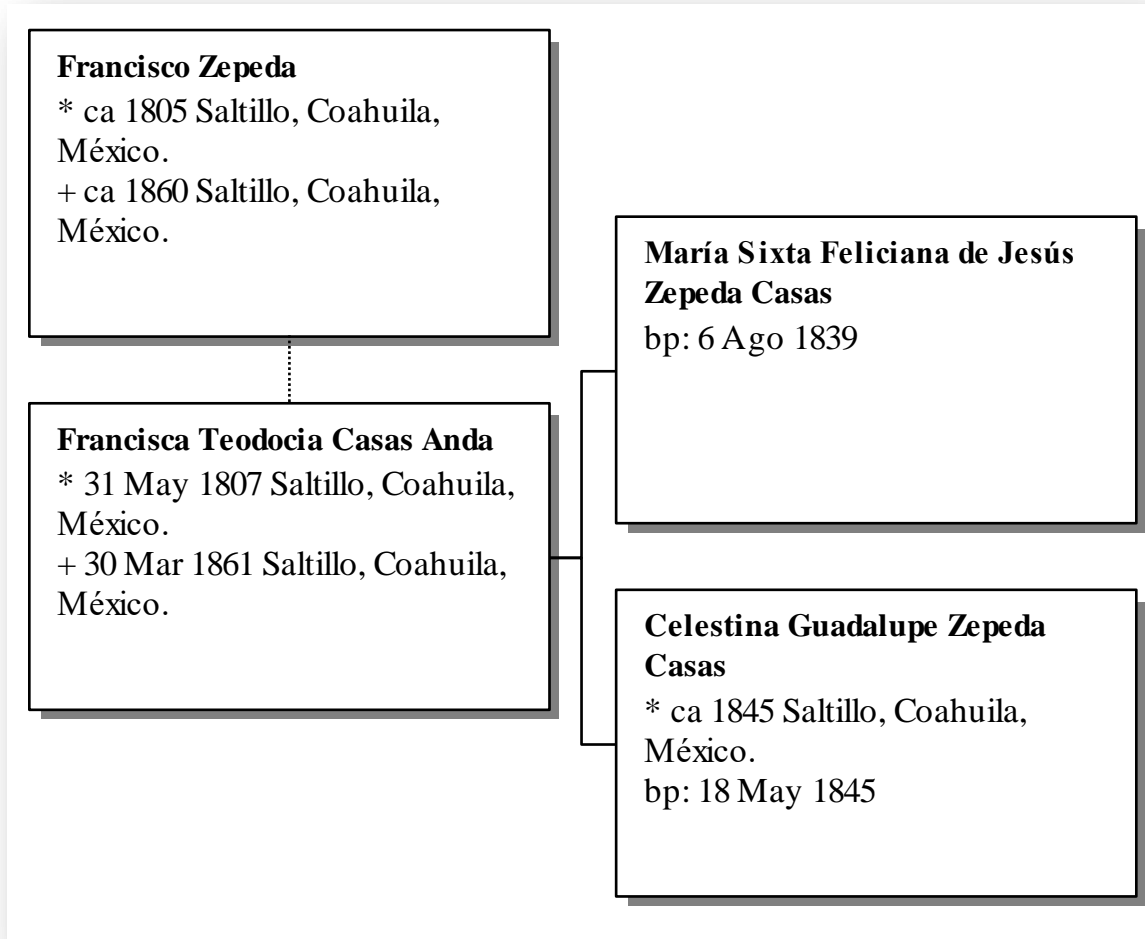 Francisco Zepeda
* ca 1805 Saltillo, Coahuila,
México.
+ ca 1860 Saltillo, Coahuila,
México.
Francisca Teodocia Casas Anda
* 31 May 1807 Saltillo, Coahuila,
México.
+ 30 Mar 1861 Saltillo, Coahuila,
México.
María Sixta Feliciana de Jesús
Zepeda Casas
bp: 6 Ago 1839
Celestina Guadalupe Zepeda
Casas
* ca 1845 Saltillo, Coahuila,
México.
bp: 18 May 1845